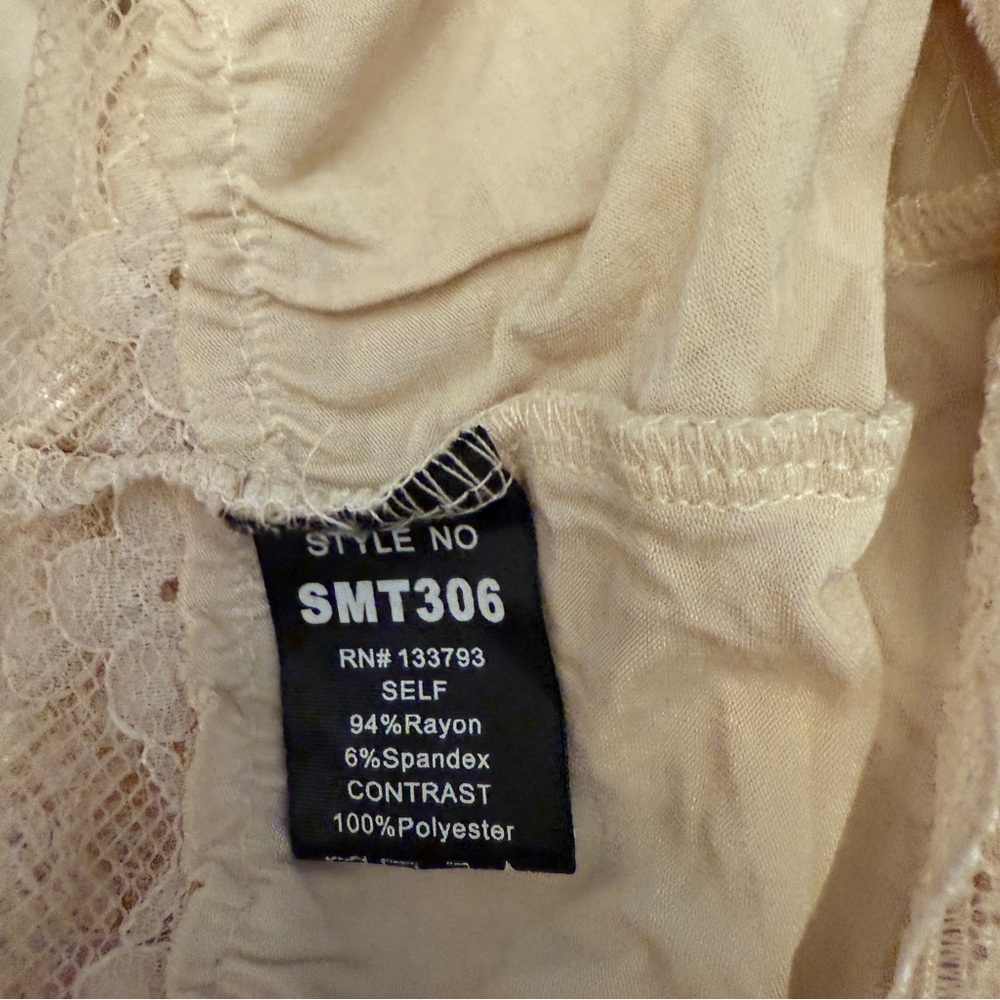 STYLE NO
SMT306
RN# 133793
SELF
94%Rayon
6%Spandex
CONTRAST
100%Polyester